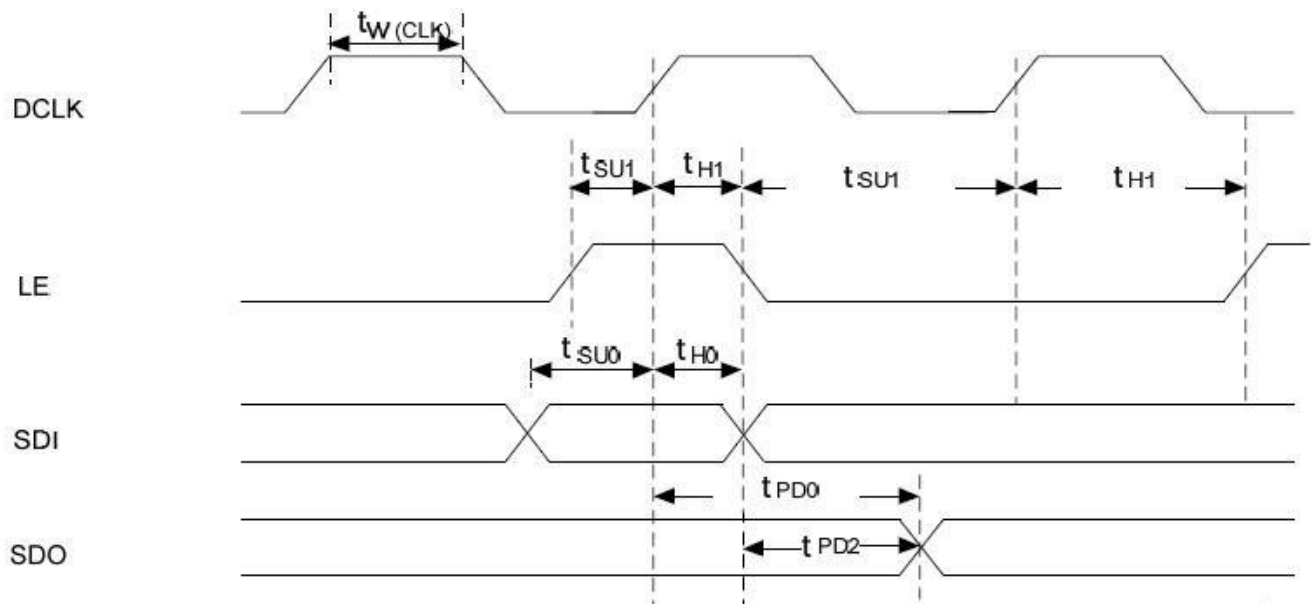 tW(CLK)
DCLK
tSU1 tH1 tSU1 tH1
LE
tSU0 tH0
SDI
tPD0
SDO
tPD2